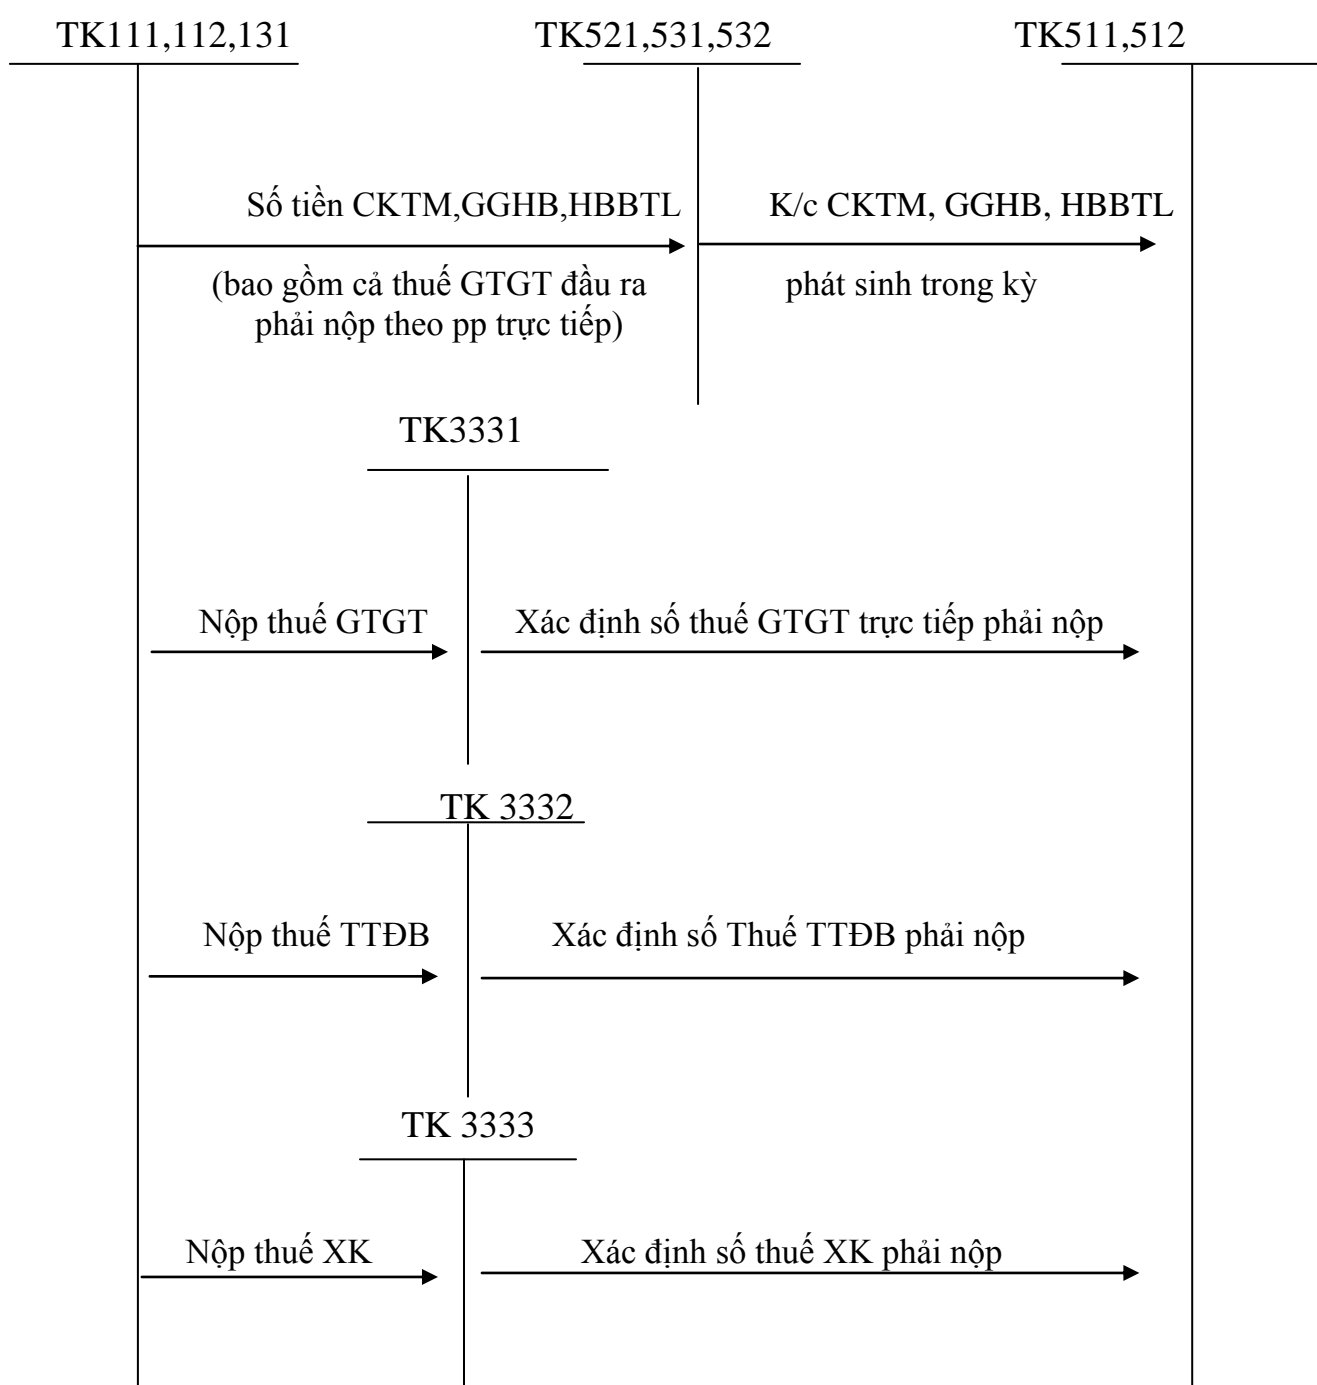 TK111,112,131
TK521,531,532
TK511,512
Số tiền CKTM,GGHB,HBBTL
K/c CKTM, GGHB, HBBTL
(bao gồm cả thuế GTGT đầu ra
phải nộp theo pp trực tiếp)
phát sinh trong kỳ
TK3331
Nộp thuế GTGT
Xác định số thuế GTGT trực tiếp phải nộp
TK 3332
Nộp thuế TTĐB
Xác định số Thuế TTĐB phải nộp
TK 3333
Nộp thuế XK
Xác định số thuế XK phải nộp